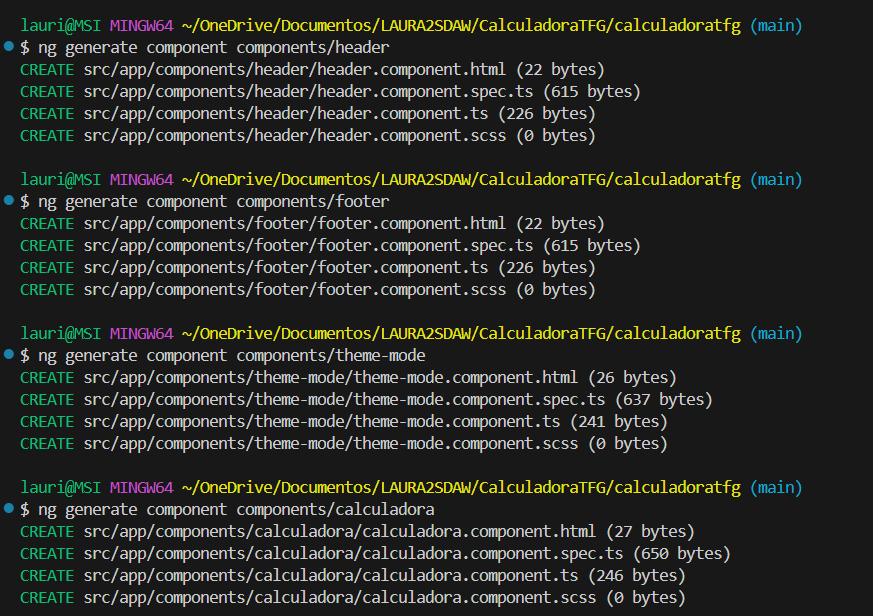 lauri@MSI MINGW64 ~/OneDrive/Documentos/LAURA2SDAW/CalculadoraTFG/calculadoratfg (main)
$ ng generate component components/header
CREATE src/app/components/header/header.component.html (22 bytes)
CREATE src/app/components/header/header.component.spec.ts (615 bytes)
CREATE src/app/components/header/header.component.ts (226 bytes)
CREATE src/app/components/header/header.component.scss (0 bytes)
lauri@MSI MINGW64 ~/OneDrive/Documentos/LAURA2SDAW/CalculadoraTFG/calculadoratfg (main)
$ ng generate component components/footer
CREATE src/app/components/footer/footer.component.html (22 bytes)
CREATE src/app/components/footer/footer.component.spec.ts (615 bytes)
CREATE src/app/components/footer/footer.component.ts (226 bytes)
CREATE src/app/components/footer/footer.component.scss (0 bytes)
lauri@MSI MINGW64 ~/OneDrive/Documentos/LAURA2SDAW/CalculadoraTFG/calculadoratfg (main)
$ ng generate component components/theme-mode
CREATE src/app/components/theme-mode/theme-mode.component.html (26 bytes)
CREATE src/app/components/theme-mode/theme-mode.component.spec.ts (637 bytes)
CREATE src/app/components/theme-mode/theme-mode.component.ts (241 bytes)
CREATE src/app/components/theme-mode/theme-mode.component.scss (0 bytes)
lauri@MSI MINGW64 ~/OneDrive/Documentos/LAURA2SDAW/CalculadoraTFG/calculadoratfg (main)
$ ng generate component components/calculadora
CREATE src/app/components/calculadora/calculadora.component.html (27 bytes)
CREATE src/app/components/calculadora/calculadora.component.spec.ts (650 bytes)
CREATE src/app/components/calculadora/calculadora.component.ts (246 bytes)
CREATE src/app/components/calculadora/calculadora.component.scss (0 bytes)